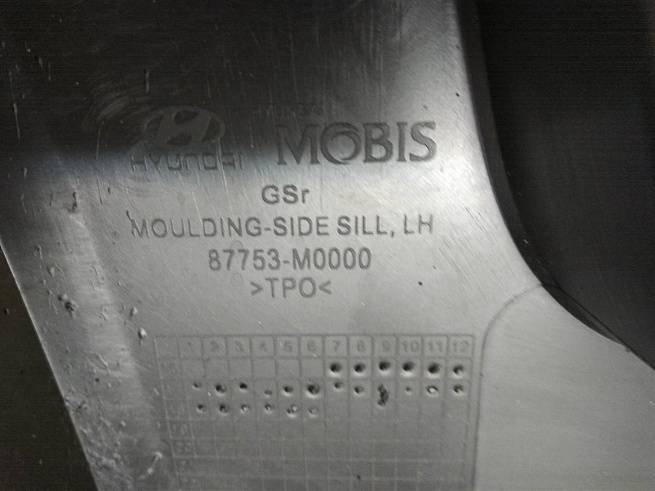 HYUNDAI MOBIS
GSr
MOULDING-SIDE SILL, LH
87753-M0000
>TPO<
1 2 3 4 5 6 7 8 9 10 11 12